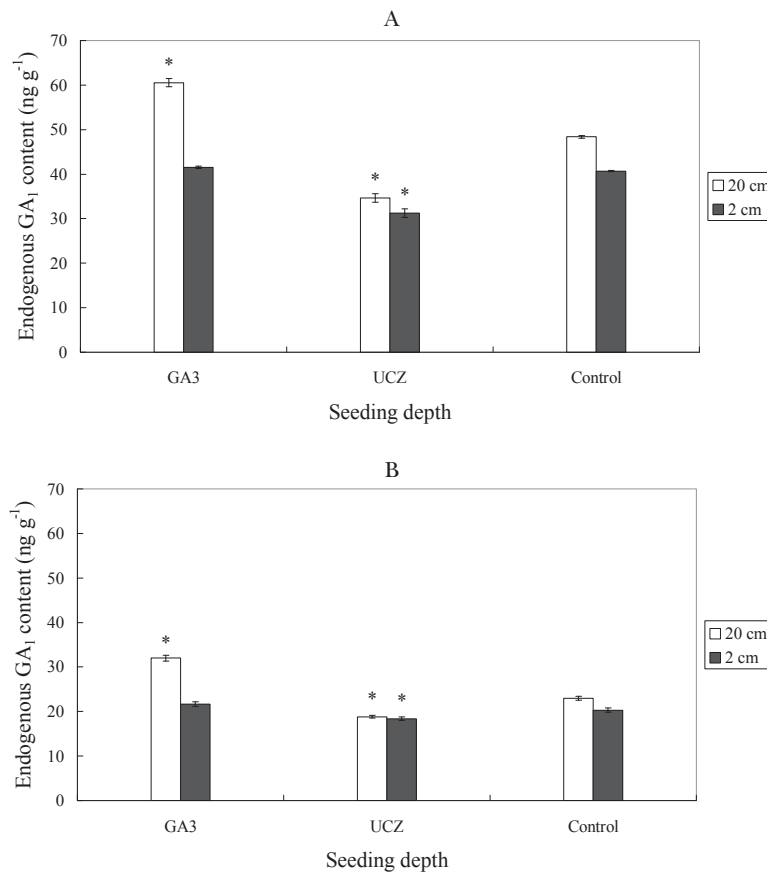 A
70
60
50
40
30
20
10
0
Endogenous GA₁ content (ng g⁻¹)
*
* *
GA3 UCZ Control
Seeding depth
20 cm
2 cm
B
70
60
50
40
30
20
10
0
Endogenous GA₁ content (ng g⁻¹)
*
* *
GA3 UCZ Control
Seeding depth
20 cm
2 cm